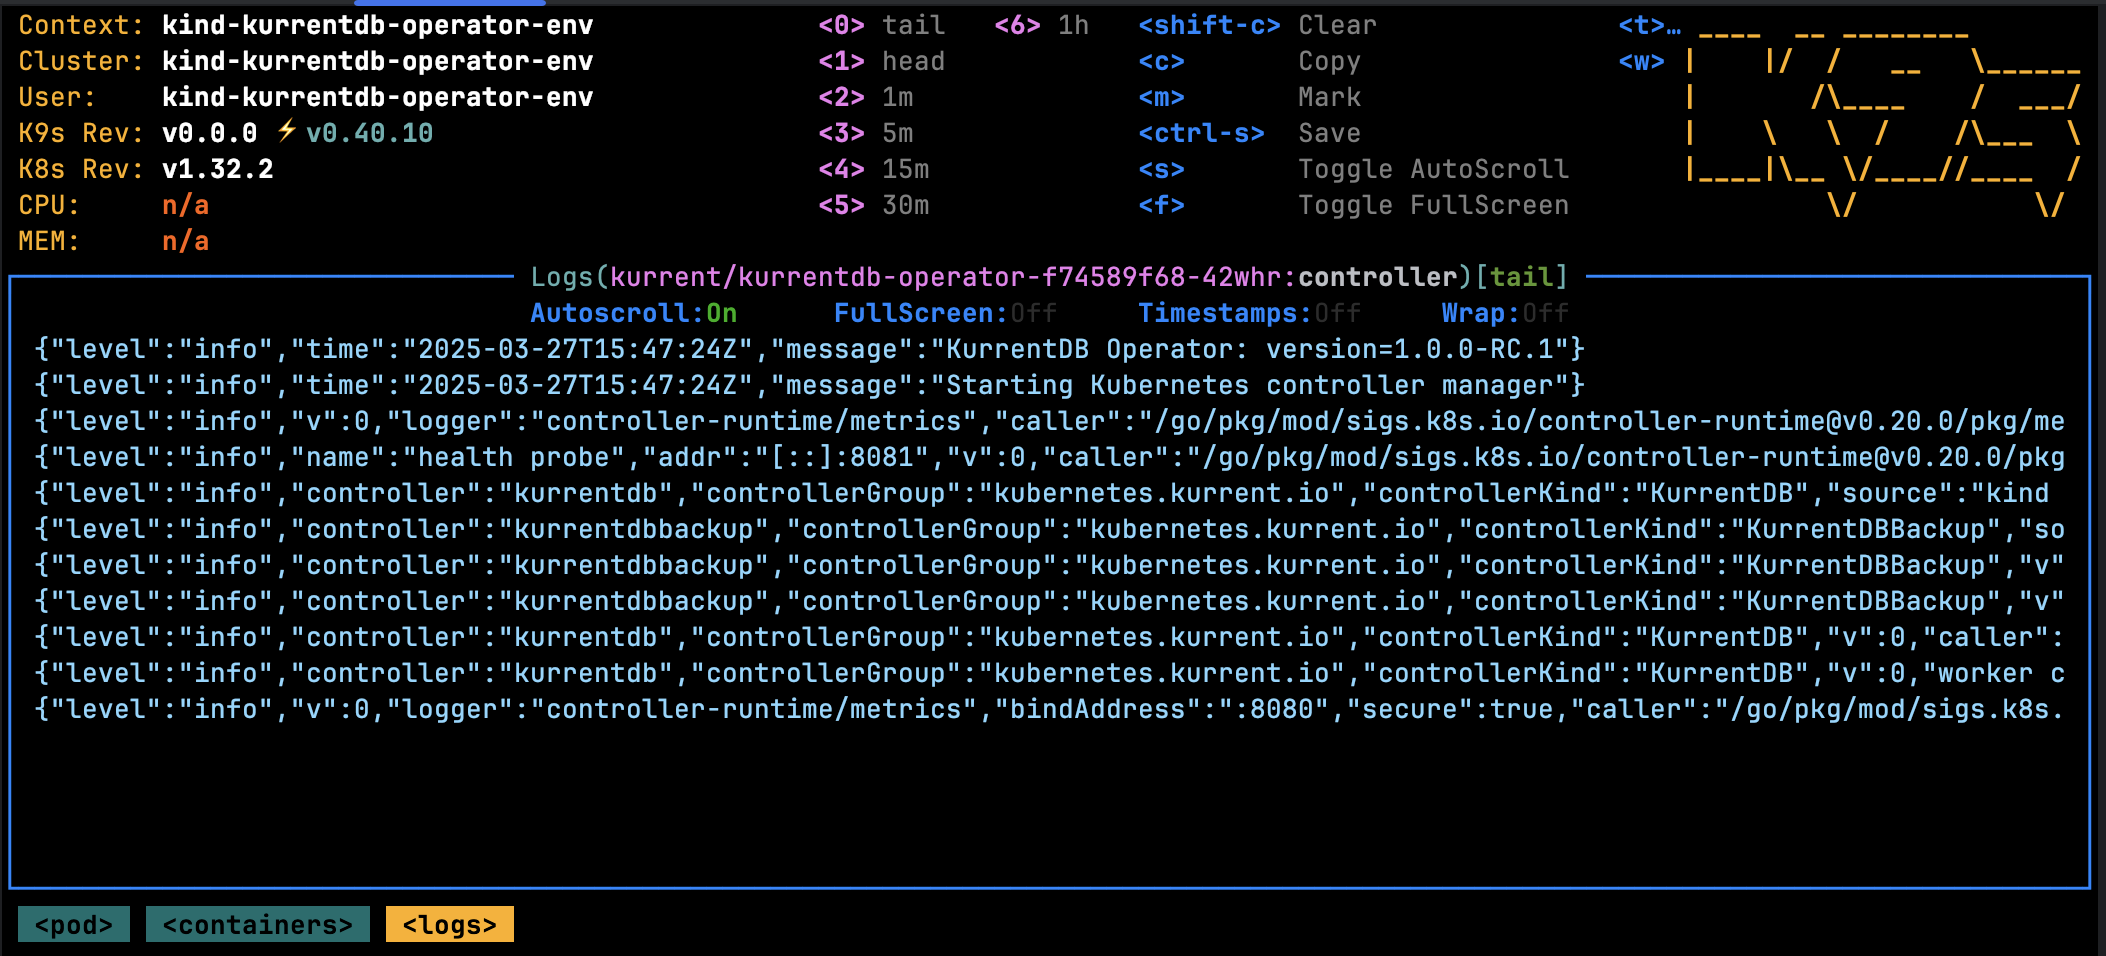 Context: kind-kurrentdb-operator-env <0> tail <6> 1h <shift-c> Clear <t>…
Cluster: kind-kurrentdb-operator-env <1> head <c> Copy <w>
User: kind-kurrentdb-operator-env <2> 1m <m> Mark
K9s Rev: v0.0.0 ⚡v0.40.10 <3> 5m <ctrl-s> Save
K8s Rev: v1.32.2 <4> 15m <s> Toggle AutoScroll
CPU: n/a <5> 30m <f> Toggle FullScreen
MEM: n/a
Logs(kurrent/kurrentdb-operator-f74589f68-42whr:controller)[tail]
Autoscroll:On FullScreen:Off Timestamps:Off Wrap:Off
{"level":"info","time":"2025-03-27T15:47:24Z","message":"KurrentDB Operator: version=1.0.0-RC.1"}
{"level":"info","time":"2025-03-27T15:47:24Z","message":"Starting Kubernetes controller manager"}
{"level":"info","v":0,"logger":"controller-runtime/metrics","caller":"/go/pkg/mod/sigs.k8s.io/controller-runtime@v0.20.0/pkg/me
{"level":"info","name":"health probe","addr":"[::]:8081","v":0,"caller":"/go/pkg/mod/sigs.k8s.io/controller-runtime@v0.20.0/pkg
{"level":"info","controller":"kurrentdb","controllerGroup":"kubernetes.kurrent.io","controllerKind":"KurrentDB","source":"kind
{"level":"info","controller":"kurrentdbbackup","controllerGroup":"kubernetes.kurrent.io","controllerKind":"KurrentDBBackup","so
{"level":"info","controller":"kurrentdbbackup","controllerGroup":"kubernetes.kurrent.io","controllerKind":"KurrentDBBackup","v"
{"level":"info","controller":"kurrentdbbackup","controllerGroup":"kubernetes.kurrent.io","controllerKind":"KurrentDBBackup","v"
{"level":"info","controller":"kurrentdb","controllerGroup":"kubernetes.kurrent.io","controllerKind":"KurrentDB","v":0,"caller":
{"level":"info","controller":"kurrentdb","controllerGroup":"kubernetes.kurrent.io","controllerKind":"KurrentDB","v":0,"worker c
{"level":"info","v":0,"logger":"controller-runtime/metrics","bindAddress":":8080","secure":true,"caller":"/go/pkg/mod/sigs.k8s.
<pod> <containers> <logs>